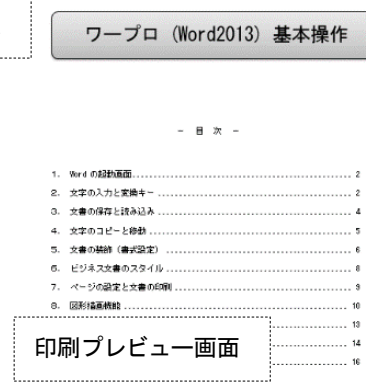 ワープロ（Word2013）基本操作
－ 目 次 －
1. Word の起動画面 2
2. 文字の入力と変換キー 2
3. 文書の保存と読み込み 4
4. 文字のコピーと移動 5
5. 文書の装飾（書式設定） 6
6. ビジネス文書のスタイル 8
7. ページの設定と文書の印刷 9
8. 図形描画機能 10
13
14
16
印刷プレビュー画面